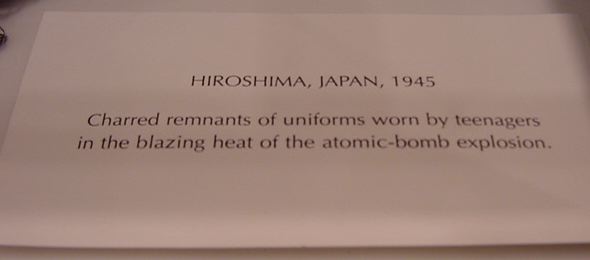 HIROSHIMA, JAPAN, 1945
Charred remnants of uniforms worn by teenagers
in the blazing heat of the atomic-bomb explosion.